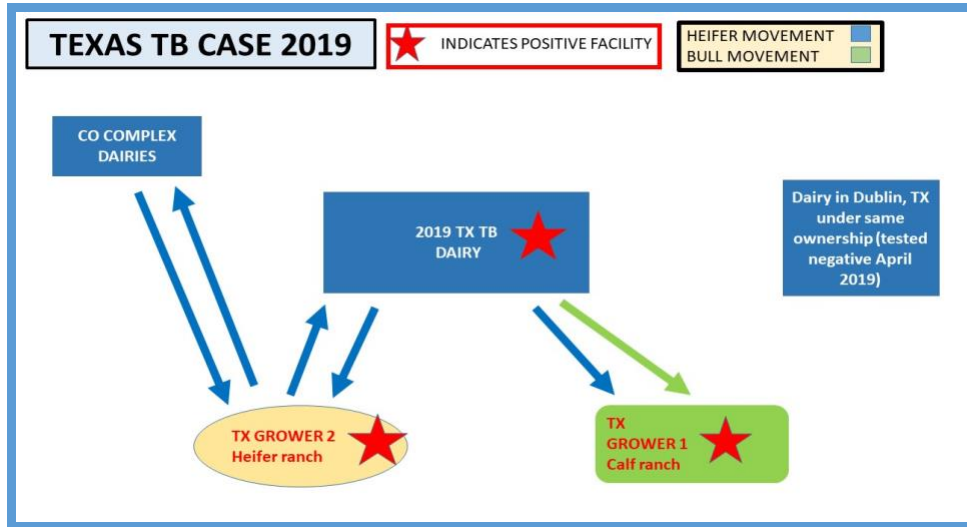 TEXAS TB CASE 2019
INDICATES POSITIVE FACILITY
HEIFER MOVEMENT
BULL MOVEMENT
CO COMPLEX
DAIRIES
2019 TX TB
DAIRY
Dairy in Dublin, TX
under same
ownership (tested
negative April
2019)
TX GROWER 2
Heifer ranch
TX
GROWER 1
Calf ranch